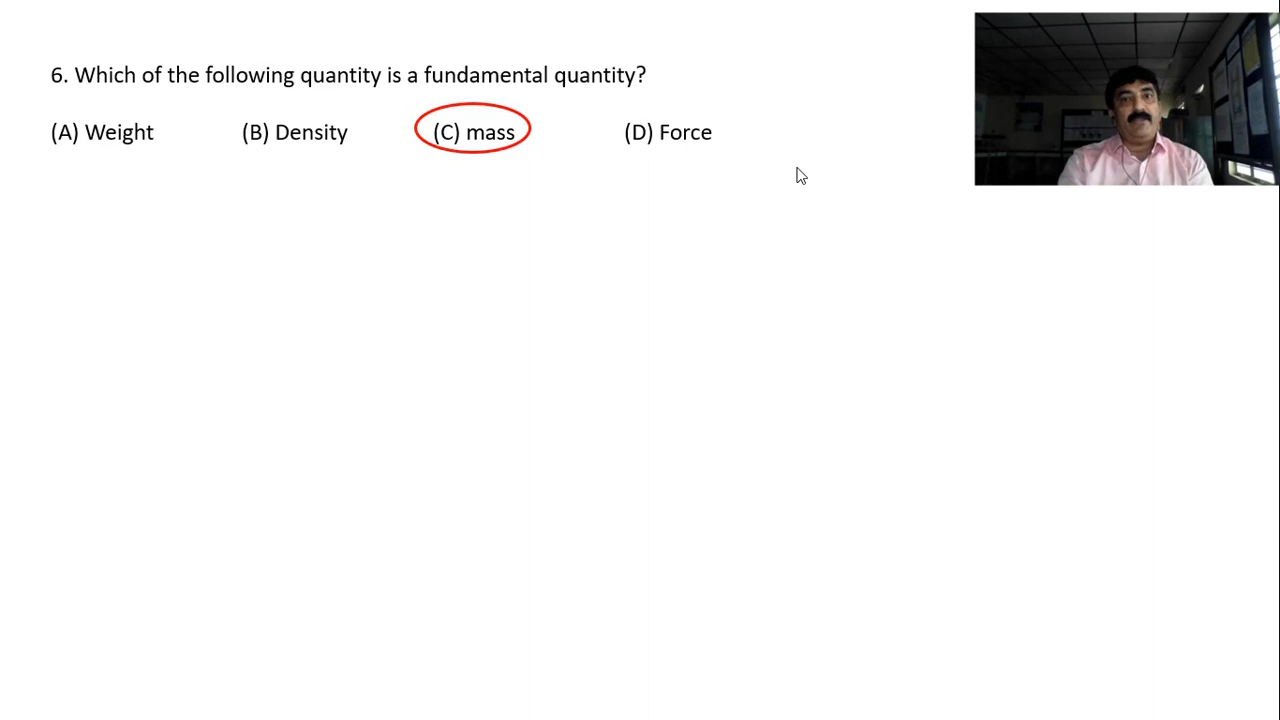 6. Which of the following quantity is a fundamental quantity?
(A) Weight (B) Density (C) mass (D) Force